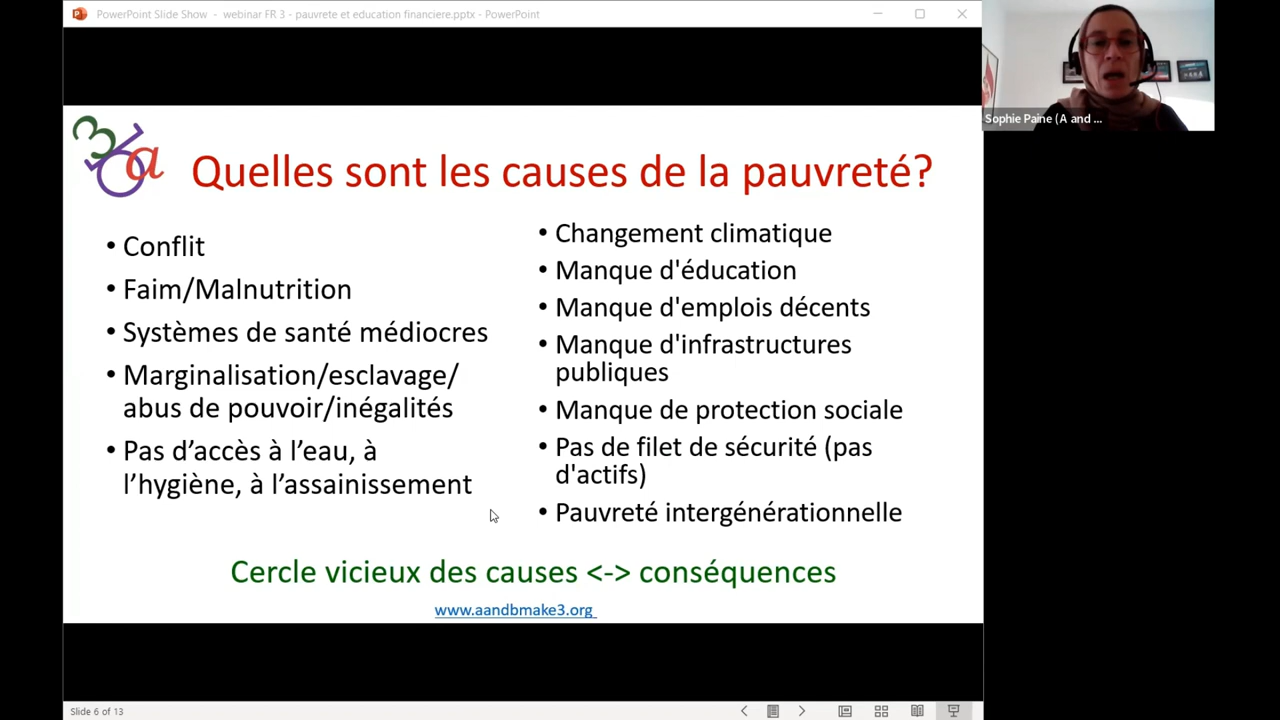 PowerPoint Slide Show - webinar FR 3 - pauvrete et education financiere.pptx - PowerPoint
Sophie Paine (A and ...
Quelles sont les causes de la pauvreté?
• Conflit
• Faim/Malnutrition
• Systèmes de santé médiocres
• Marginalisation/esclavage/
abus de pouvoir/inégalités
• Pas d’accès à l’eau, à
l’hygiène, à l’assainissement
• Changement climatique
• Manque d'éducation
• Manque d'emplois décents
• Manque d'infrastructures
publiques
• Manque de protection sociale
• Pas de filet de sécurité (pas
d'actifs)
• Pauvreté intergénérationnelle
Cercle vicieux des causes <-> conséquences
www.aandbmake3.org
Slide 6 of 13